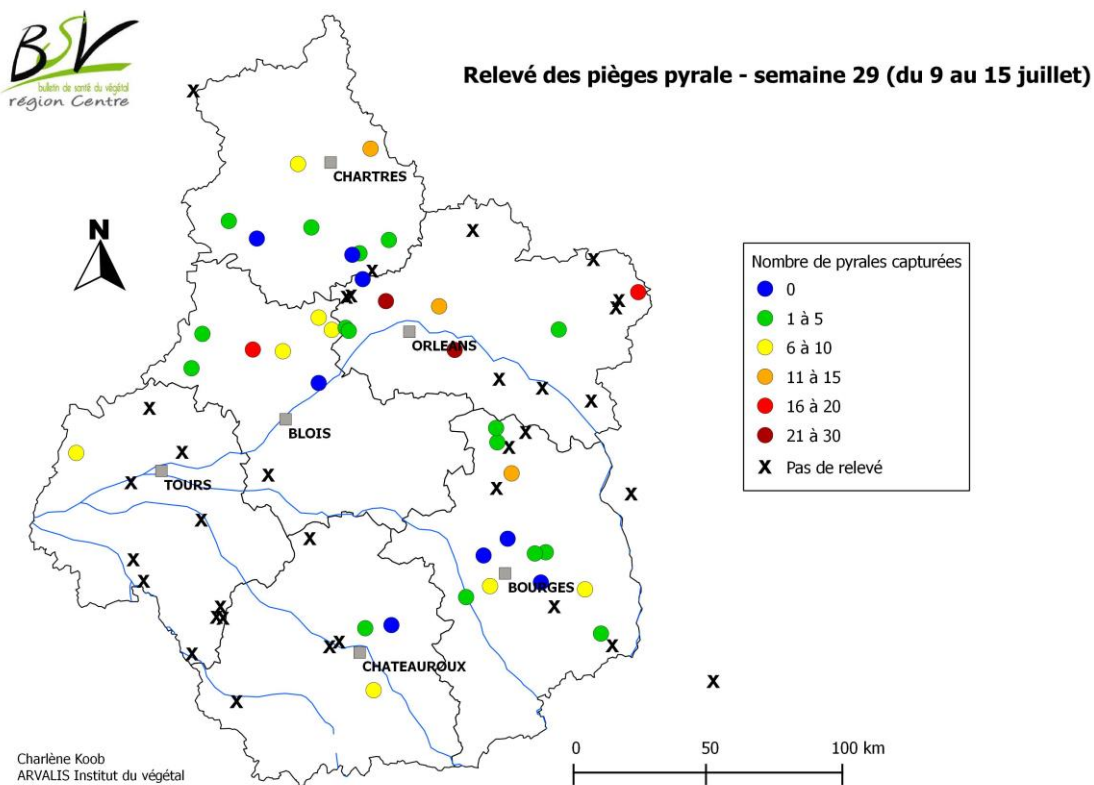 BSV
bulletin de santé du végétal
région Centre
Relevé des pièges pyrale - semaine 29 (du 9 au 15 juillet)
N
CHARTRES
ORLEANS
BLOIS
TOURS
BOURGES
CHATEAUROUX
Nombre de pyrales capturées
0
1 à 5
6 à 10
11 à 15
16 à 20
21 à 30
X Pas de relevé
Charlène Koob
ARVALIS Institut du végétal
0 50 100 km